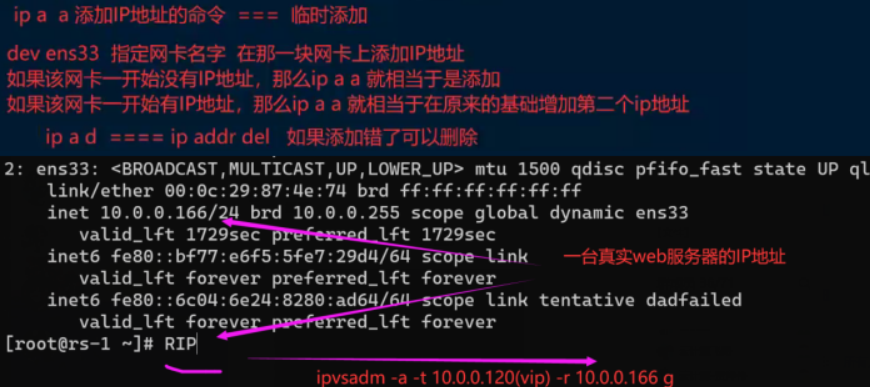 ip a a 添加IP地址的命令 === 临时添加
dev ens33 指定网卡名字 在那一块网卡上添加IP地址
如果该网卡一开始没有IP地址，那么ip a a 就相当于是添加
如果该网卡一开始有IP地址，那么ip a a 就相当于在原来的基础增加第二个ip地址
ip a d ==== ip addr del 如果添加错了可以删除
2: ens33: <BROADCAST,MULTICAST,UP,LOWER_UP> mtu 1500 qdisc pfifo_fast state UP ql
link/ether 00:0c:29:87:4e:74 brd ff:ff:ff:ff:ff:ff
inet 10.0.0.166/24 brd 10.0.0.255 scope global dynamic ens33
valid_lft 1729sec preferred_lft 1729sec
inet6 fe80::bf77:e6f5:5fe7:29d4/64 scope link
一台真实web服务器的IP地址
valid_lft forever preferred_lft forever
inet6 fe80::6c04:6e24:8280:ad64/64 scope link tentative dadfailed
valid_lft forever preferred_lft forever
[root@rs-1 ~]# RIP
ipvsadm -a -t 10.0.0.120(vip) -r 10.0.0.166 g